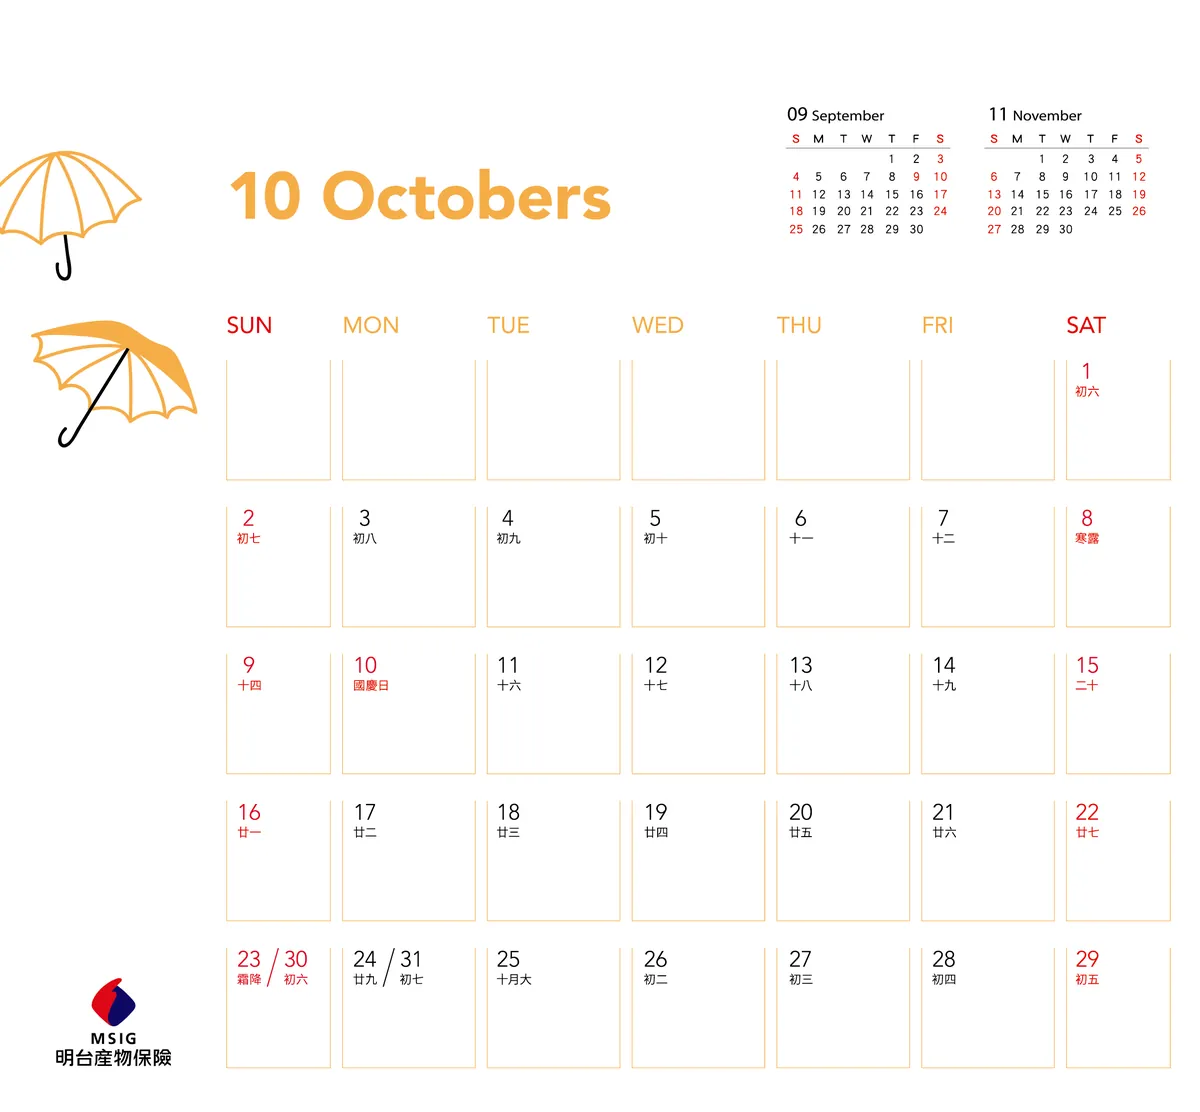 09 September
S M T W T F S
1 2 3
4 5 6 7 8 9 10
11 12 13 14 15 16 17
18 19 20 21 22 23 24
25 26 27 28 29 30
11 November
S M T W T F S
1 2 3 4 5
6 7 8 9 10 11 12
13 14 15 16 17 18 19
20 21 22 23 24 25 26
27 28 29 30
10 Octobers
SUN MON TUE WED THU FRI SAT
1
初六
2 3 4 5 6 7 8
初七 初八 初九 初十 十一 十二 寒露
9 10 11 12 13 14 15
十四 國慶日 十六 十七 十八 十九 二十
16 17 18 19 20 21 22
廿一 廿二 廿三 廿四 廿五 廿六 廿七
23/30 24/31 25 26 27 28 29
霜降 初六 廿九 初七 十月大 初二 初三 初四 初五
MSIG
明台産物保險